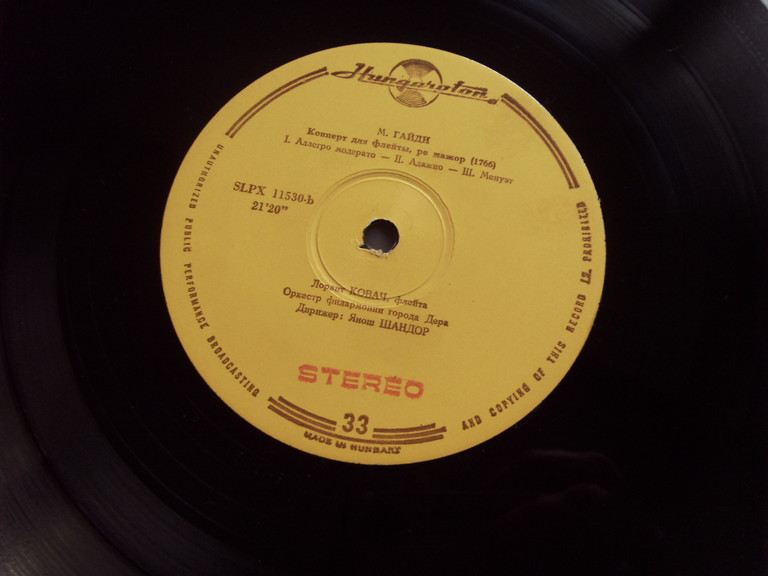 Hungaroton
М. ГАЙДН
Концерт для флейты, ре мажор (1766)
I. Аллегро модерато — II. Адажио — III. Менуэт
SLPX 11530-b
21'20"
Лорант КОВАЧ, флейта
Оркестр филармонии города Дера
Дирижер: Янош ШАНДОР
STEREO
33
MADE IN HUNGARY
UNAUTHORIZED PUBLIC PERFORMANCE BROADCASTING
AND COPYING OF THIS RECORD IS PROHIBITED